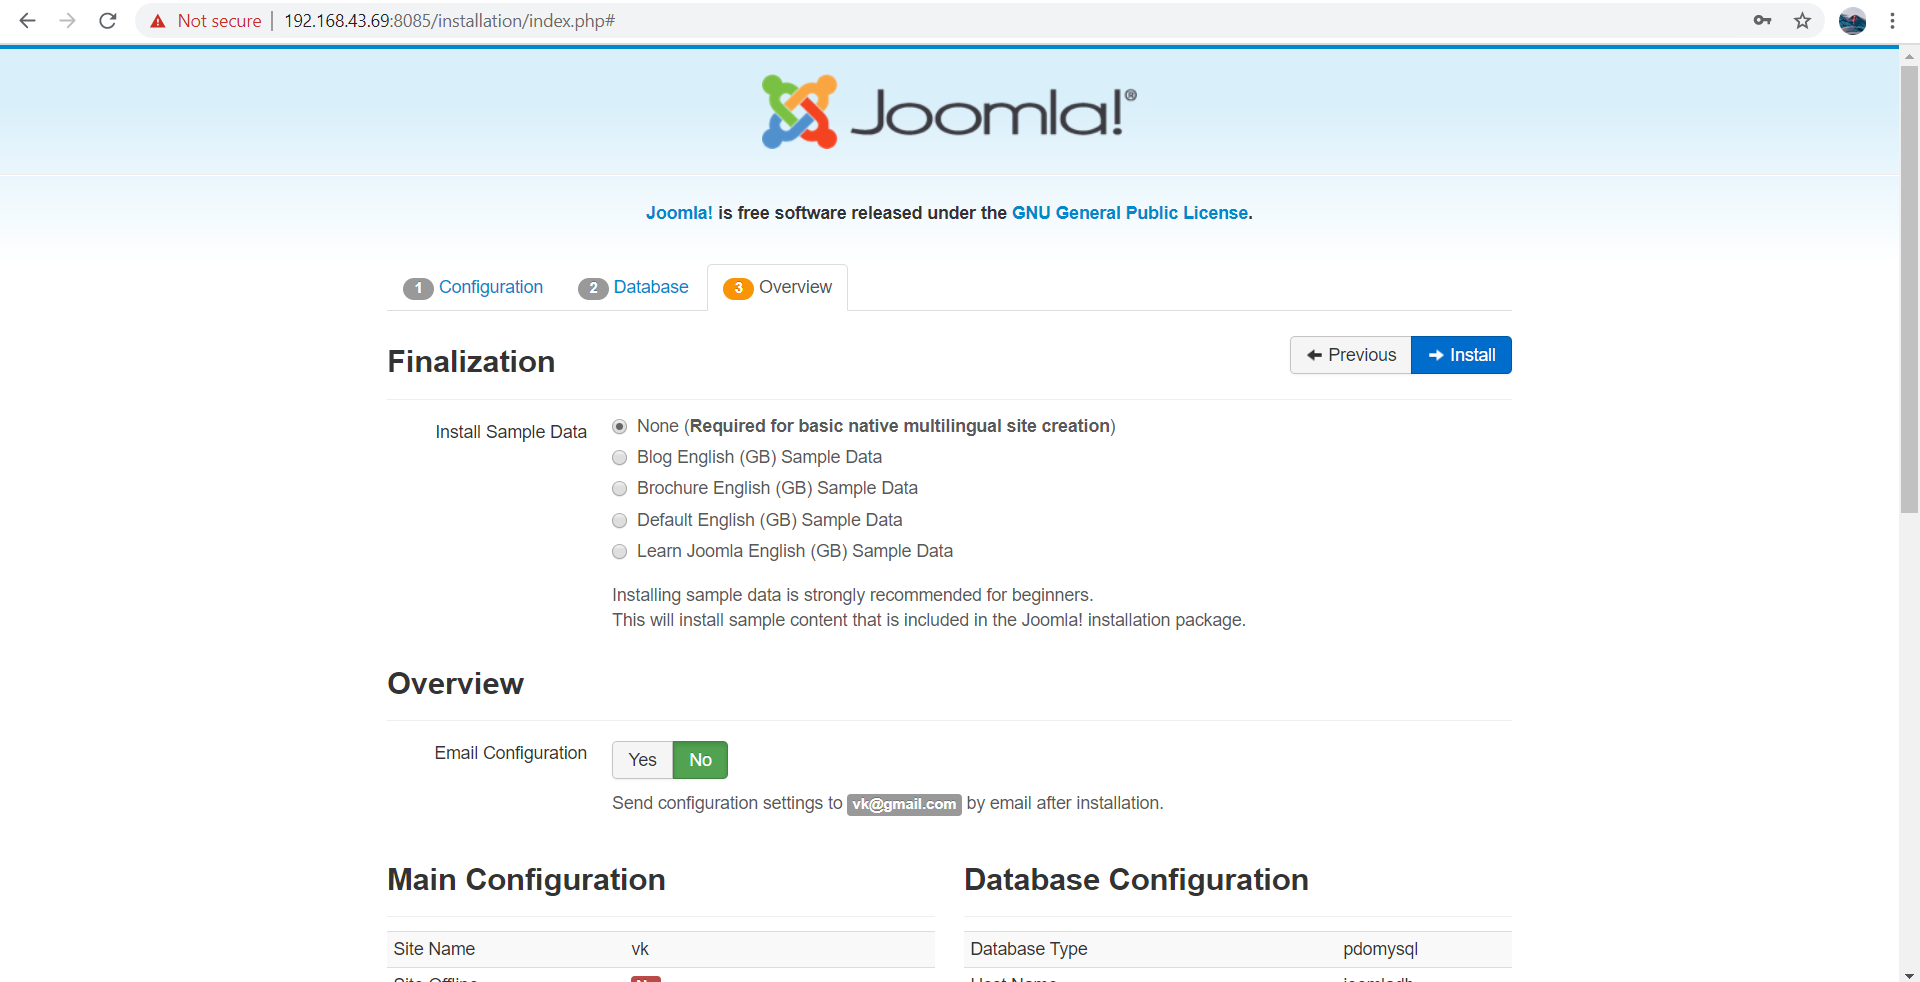 Not secure | 192.168.43.69:8085/installation/index.php#
Joomla!®
Joomla! is free software released under the GNU General Public License.
1 Configuration 2 Database 3 Overview
Finalization
Previous Install
Install Sample Data
None (Required for basic native multilingual site creation)
Blog English (GB) Sample Data
Brochure English (GB) Sample Data
Default English (GB) Sample Data
Learn Joomla English (GB) Sample Data
Installing sample data is strongly recommended for beginners.
This will install sample content that is included in the Joomla! installation package.
Overview
Email Configuration
Yes No
Send configuration settings to vk@gmail.com by email after installation.
Main Configuration
Database Configuration
Site Name vk
Database Type pdomysql
Site Offline
Host Name joomladb